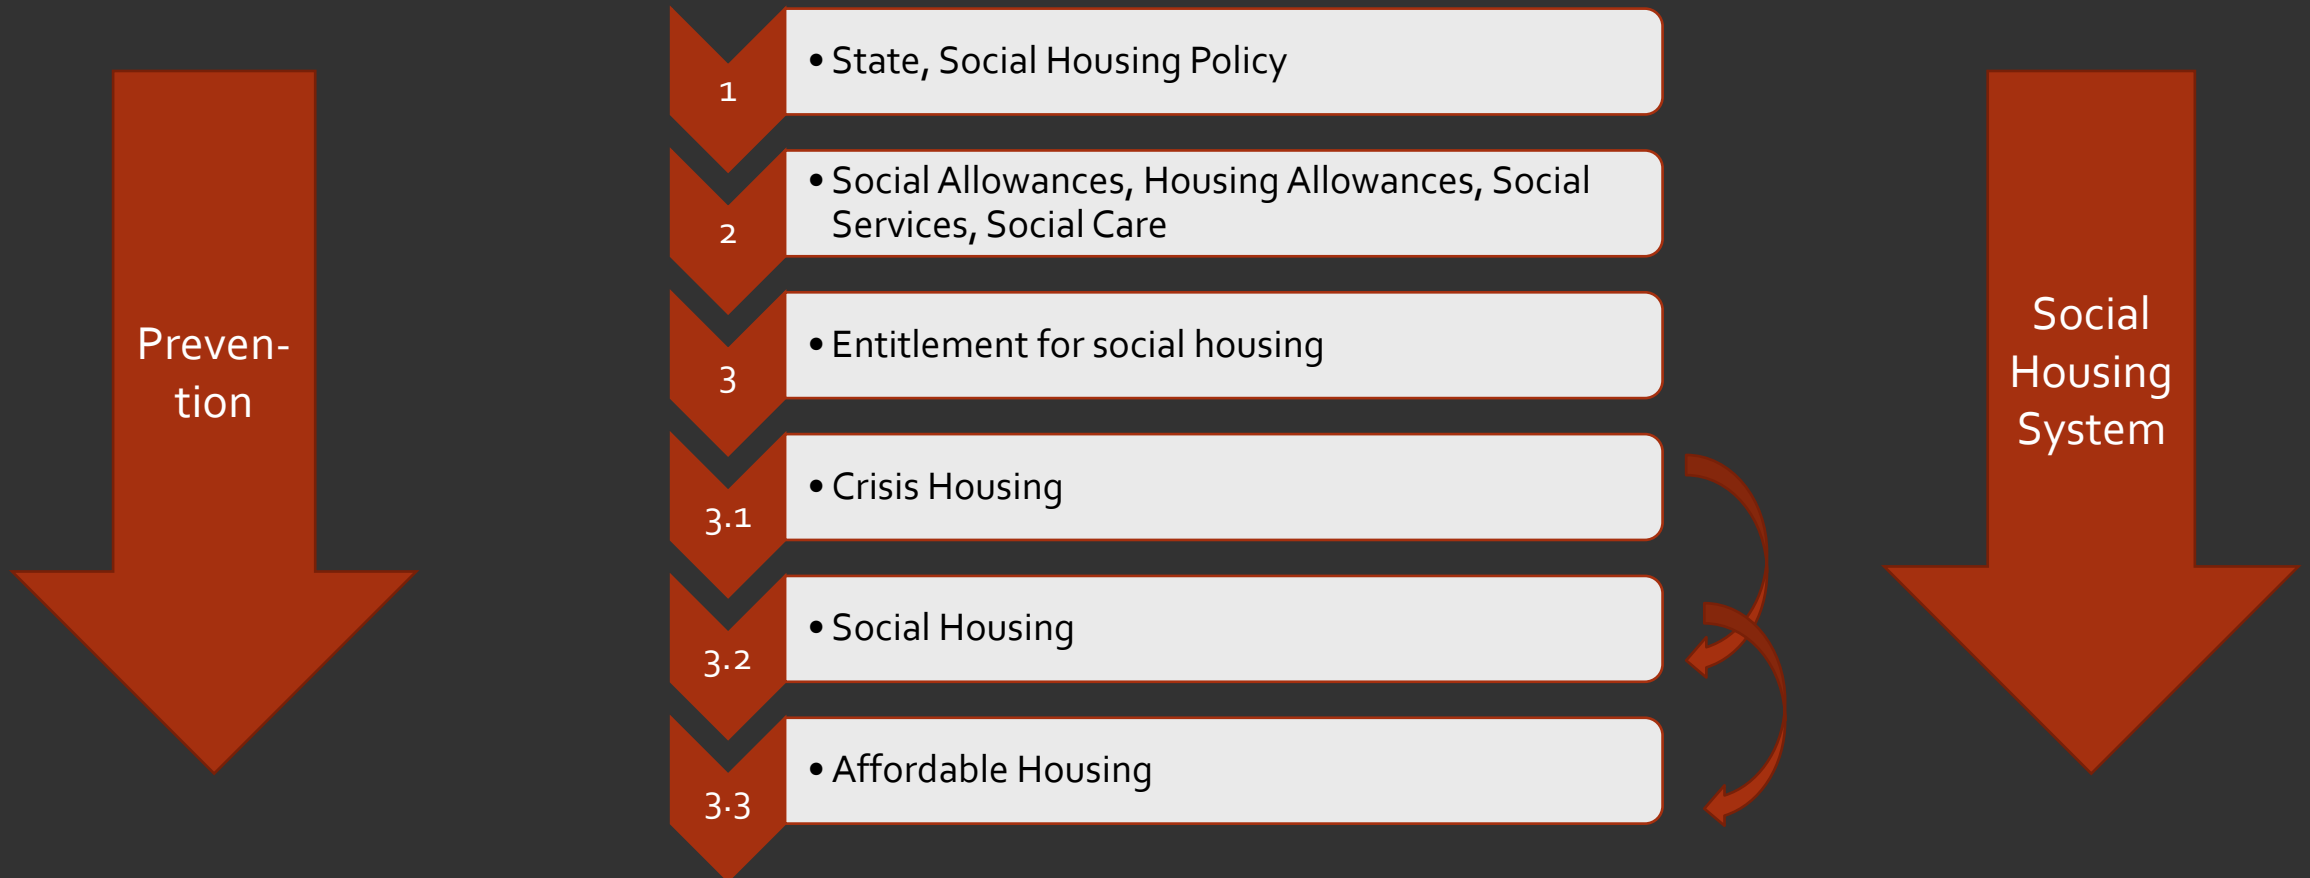 Preven-
tion
1
• State, Social Housing Policy
2
• Social Allowances, Housing Allowances, Social
Services, Social Care
3
• Entitlement for social housing
3.1
• Crisis Housing
3.2
• Social Housing
3.3
• Affordable Housing
Social
Housing
System